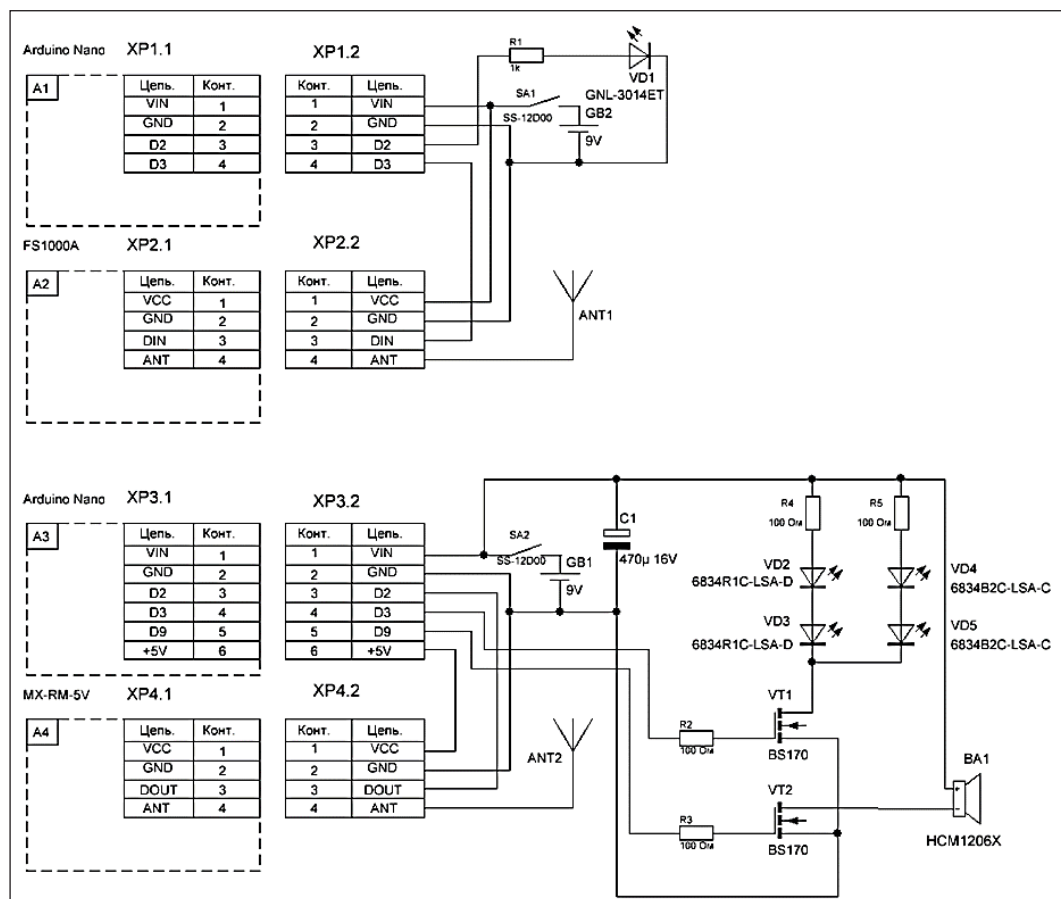 Arduino Nano XP1.1 XP1.2
A1
Цепь. Конт.
VIN 1
GND 2
D2 3
D3 4
Конт. Цепь.
1 VIN
2 GND
3 D2
4 D3
R1
1k
VD1
GNL-3014ET
SA1
SS-12D00
GB2
9V
FS1000A XP2.1 XP2.2
A2
Цепь. Конт.
VCC 1
GND 2
DIN 3
ANT 4
Конт. Цепь.
1 VCC
2 GND
3 DIN
4 ANT
ANT1
Arduino Nano XP3.1 XP3.2
A3
Цепь. Конт.
VIN 1
GND 2
D2 3
D3 4
D9 5
+5V 6
Конт. Цепь.
1 VIN
2 GND
3 D2
4 D3
5 D9
6 +5V
SA2
SS-12D00
GB1
9V
C1
470µ 16V
R4
100 Ом
R5
100 Ом
VD2
6834R1C-LSA-D
VD4
6834B2C-LSA-C
VD3
6834R1C-LSA-D
VD5
6834B2C-LSA-C
MX-RM-5V XP4.1 XP4.2
A4
Цепь. Конт.
VCC 1
GND 2
DOUT 3
ANT 4
Конт. Цепь.
1 VCC
2 GND
3 DOUT
4 ANT
ANT2
R2
100 Ом
VT1
BS170
R3
100 Ом
VT2
BS170
BA1
+
-
HCM1206X